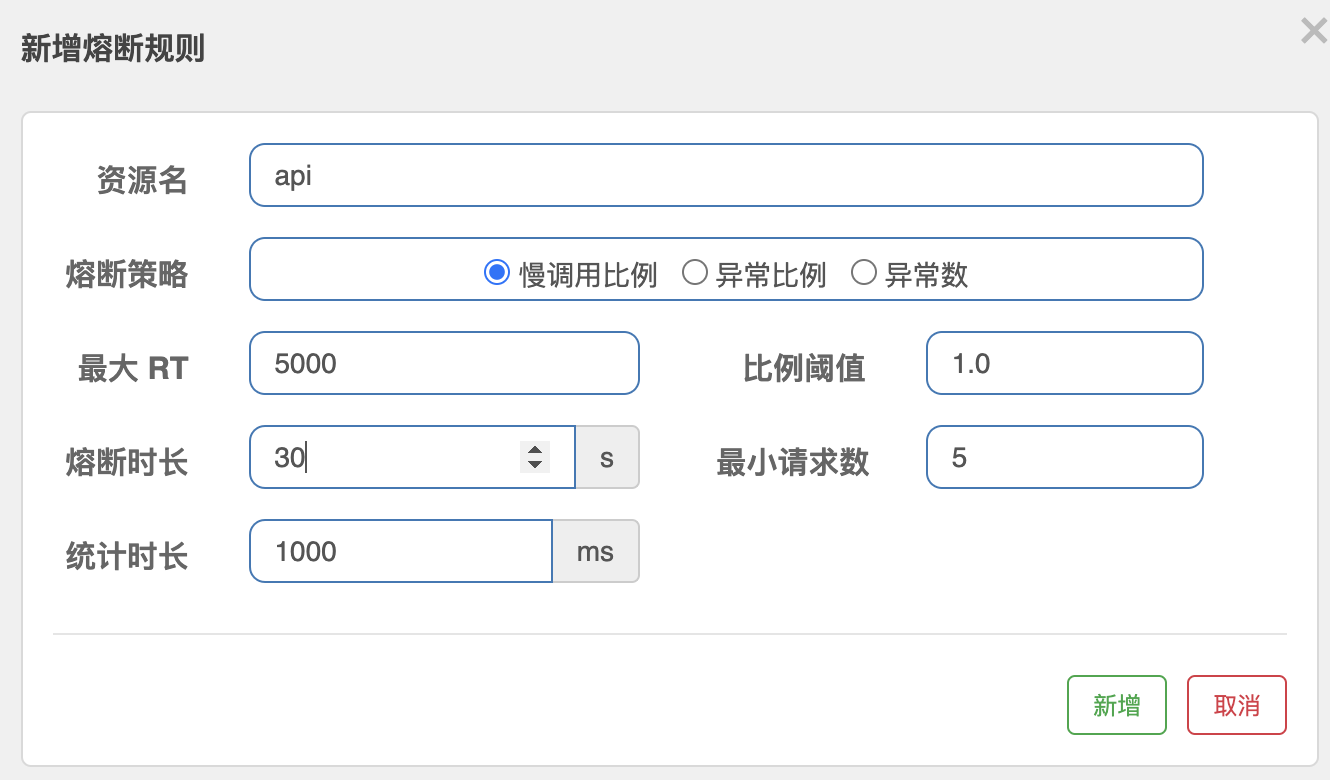 新增熔断规则
资源名 api
熔断策略 慢调用比例 异常比例 异常数
最大 RT 5000 比例阈值 1.0
熔断时长 30 s 最小请求数 5
统计时长 1000 ms
新增 取消